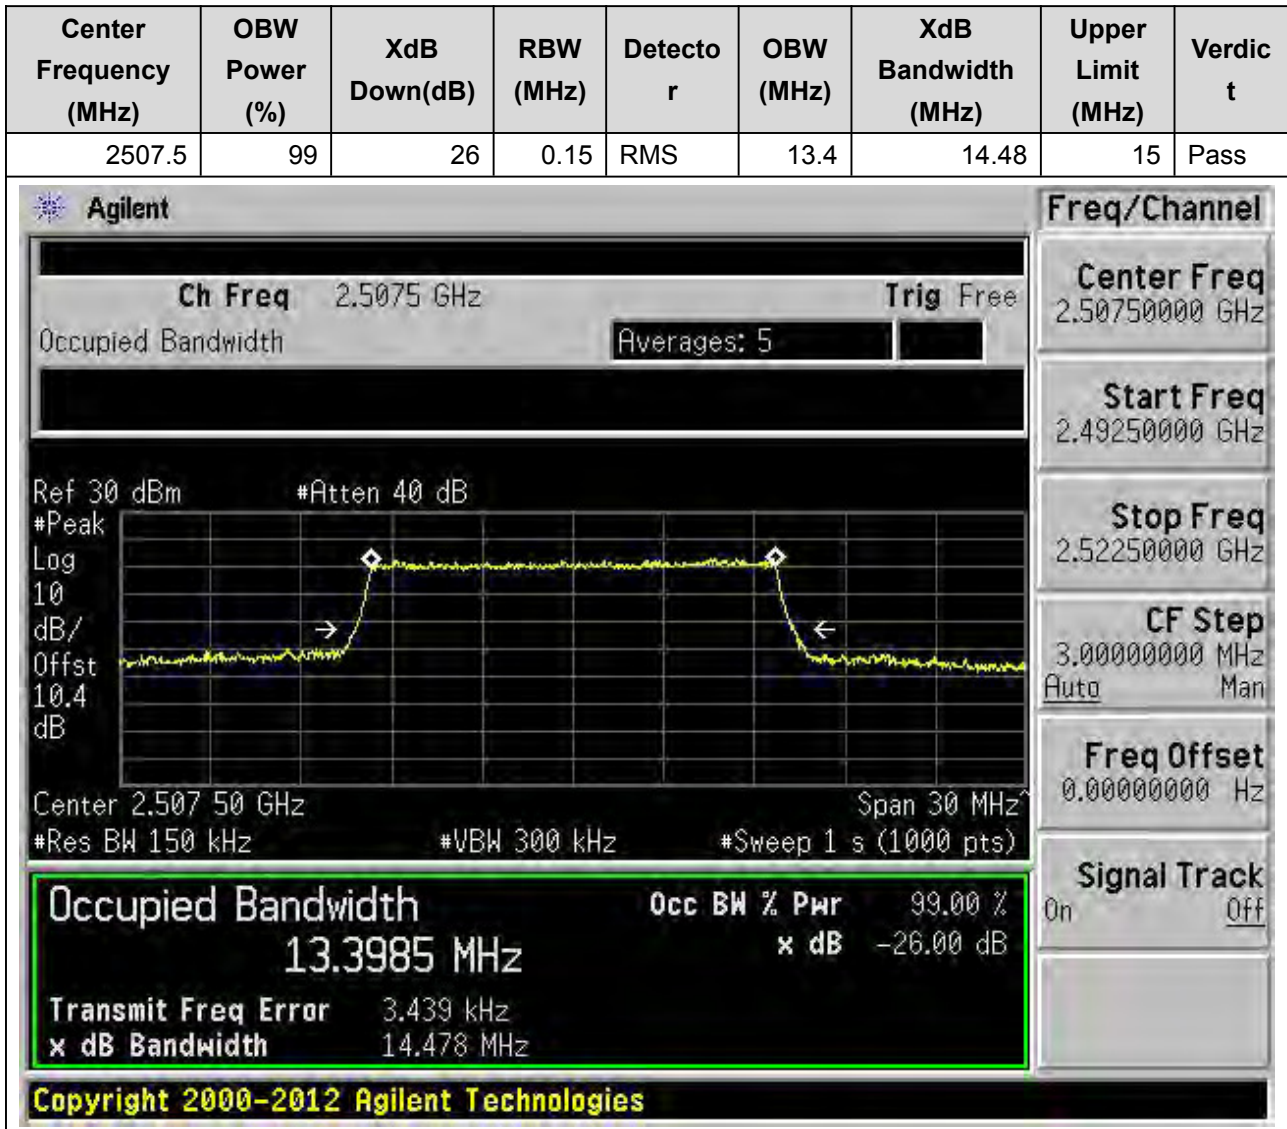 Center Frequency (MHz) OBW Power (%) XdB Down(dB) RBW (MHz) Detecto r OBW (MHz) XdB Bandwidth (MHz) Upper Limit (MHz) Verdic t
2507.5 99 26 0.15 RMS 13.4 14.48 15 Pass
Agilent
Freq/Channel
Ch Freq 2.5075 GHz Trig Free
Occupied Bandwidth Averages: 5
Center Freq
2.50750000 GHz
Start Freq
2.49250000 GHz
Stop Freq
2.52250000 GHz
CF Step
3.00000000 MHz
Auto Man
Freq Offset
0.00000000 Hz
Signal Track
On Off
Ref 30 dBm #Atten 40 dB
#Peak
Log
10
dB/
Offst
10.4
dB
Center 2.507 50 GHz Span 30 MHz^
#Res BW 150 kHz #VBW 300 kHz #Sweep 1 s (1000 pts)
Occupied Bandwidth Occ BW % Pwr 99.00 %
13.3985 MHz x dB -26.00 dB
Transmit Freq Error 3.439 kHz
x dB Bandwidth 14.478 MHz
Copyright 2000-2012 Agilent Technologies